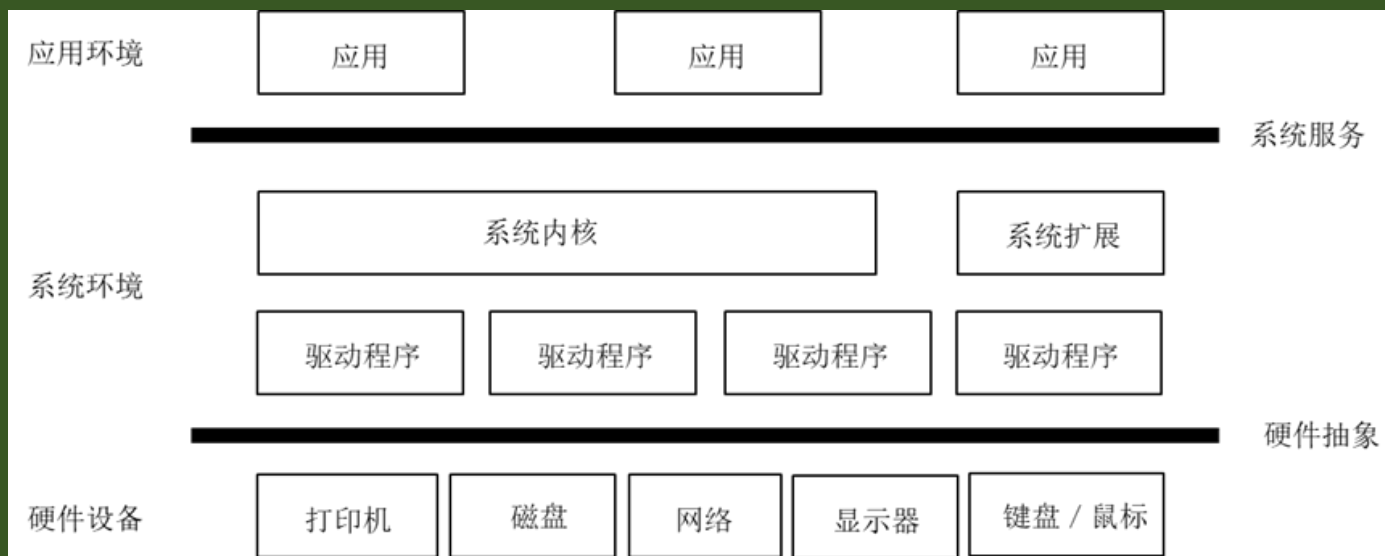 应用环境
应用
应用
应用
系统服务
系统内核
系统扩展
系统环境
驱动程序
驱动程序
驱动程序
驱动程序
硬件抽象
硬件设备
打印机
磁盘
网络
显示器
键盘 / 鼠标